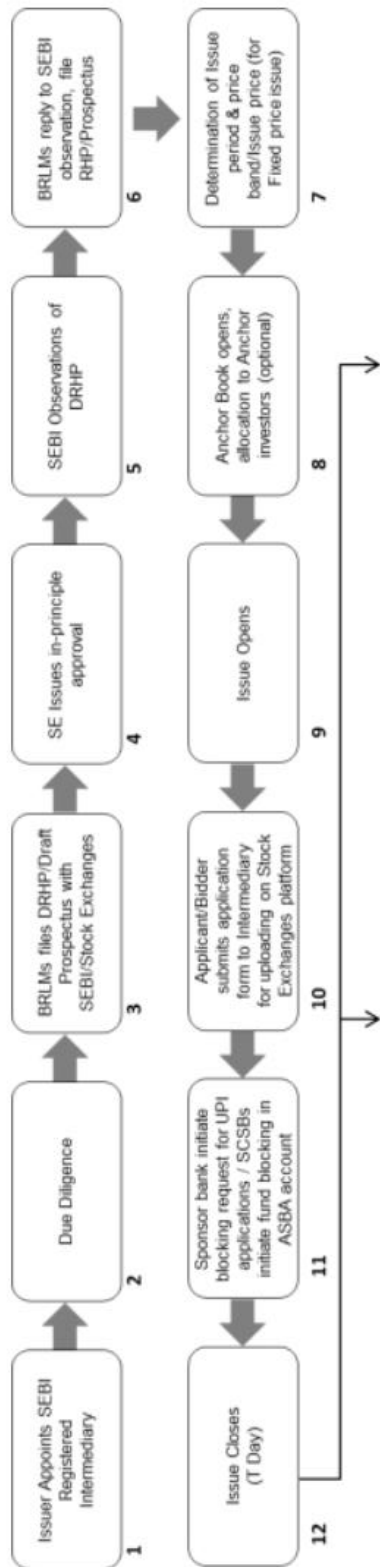 Issuer Appoints SEBI
Registered
Intermediary
1
Due Diligence
2
BRLMs files DRHP/Draft
Prospectus with
SEBI/Stock Exchanges
3
SE Issues in-principle
approval
4
SEBI Observations of
DRHP
5
BRLMs reply to SEBI
observation, file
RHP/Prospectus
6
Determination of Issue
period & price
band/Issue price (for
Fixed price issue)
7
Anchor Book opens,
allocation to Anchor
investors (optional)
8
Issue Opens
9
Applicant/Bidder
submits application
form to Intermediary
for uploading on Stock
Exchanges platform
10
Sponsor bank initiate
blocking request for UPI
applications / SCSBs
initiate fund blocking in
ASBA account
11
Issue Closes
(T Day)
12